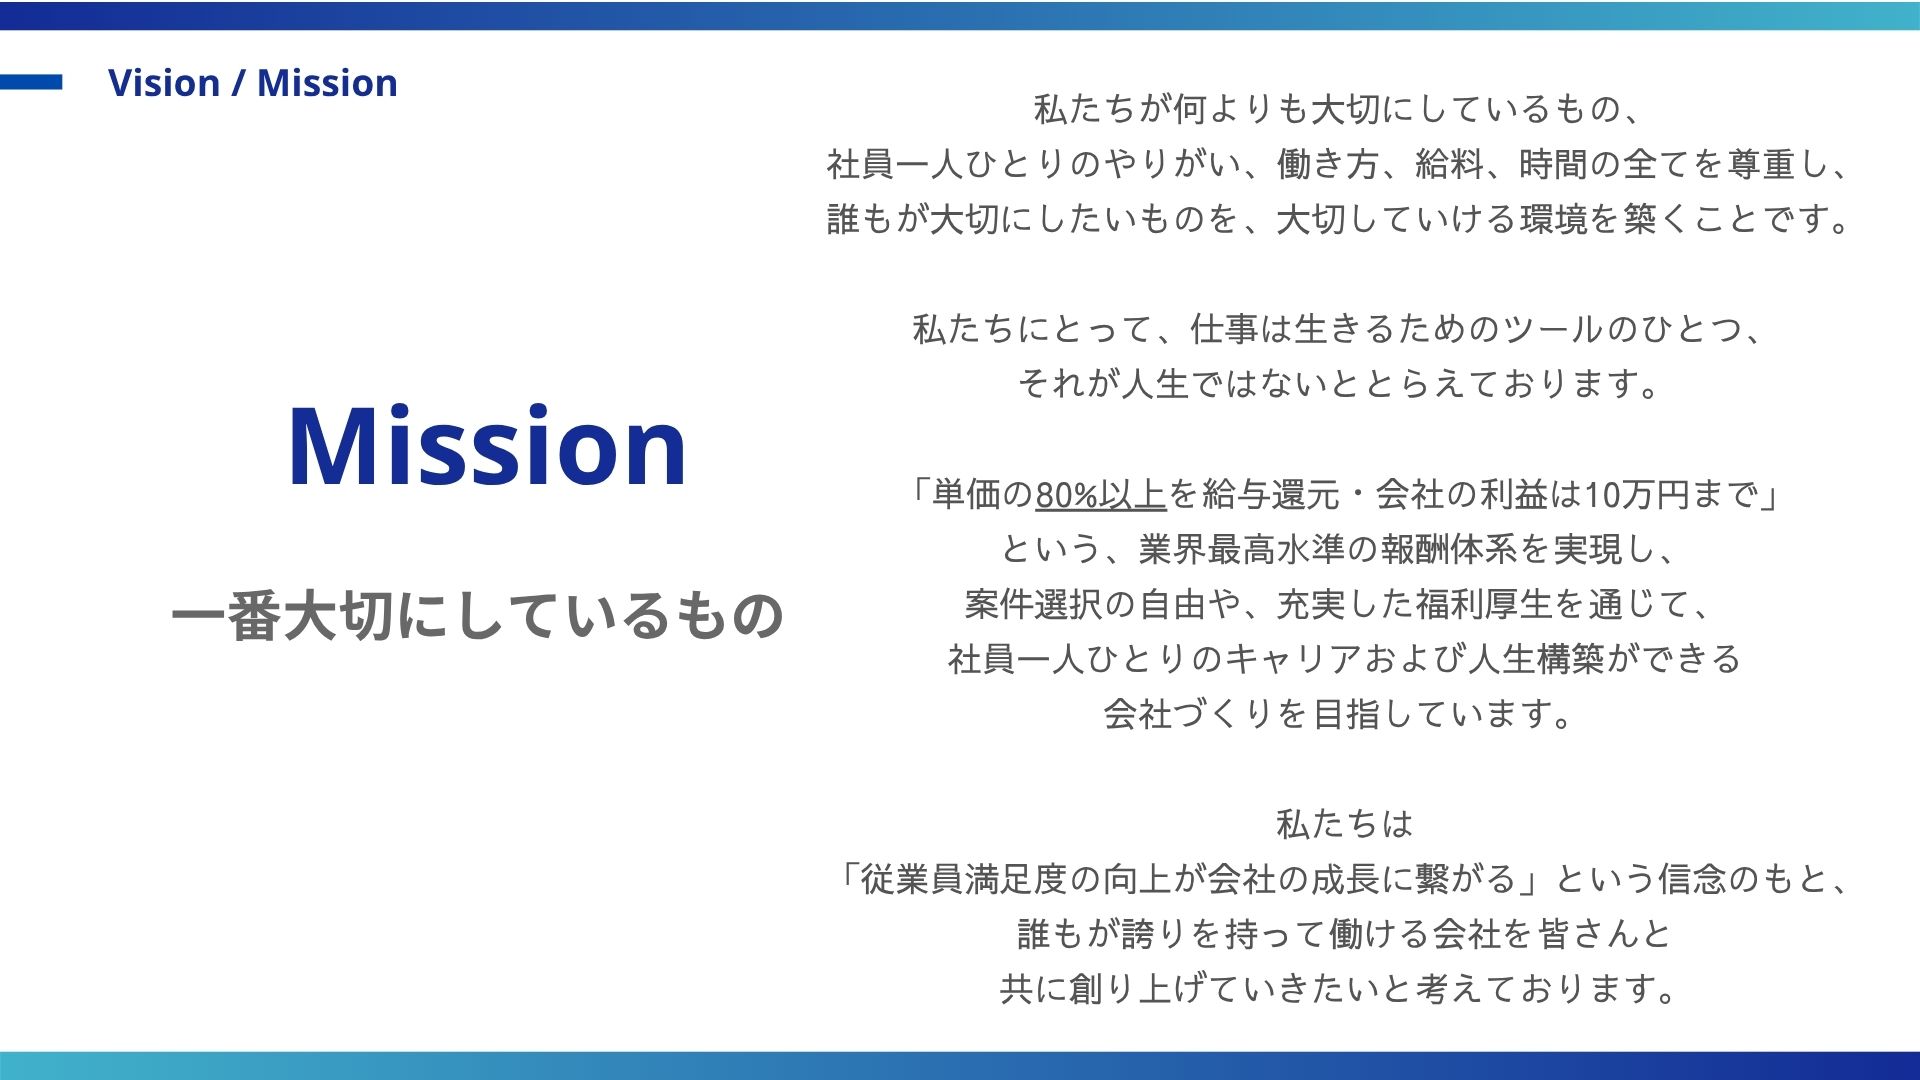 Vision / Mission
Mission
一番大切にしているもの
私たちが何よりも大切にしているもの、
社員一人ひとりのやりがい、働き方、給料、時間の全てを尊重し、
誰もが大切にしたいものを、大切していける環境を築くことです。
私たちにとって、仕事は生きるためのツールのひとつ、
それが人生ではないととらえております。
「単価の80%以上を給与還元・会社の利益は10万円まで」
という、業界最高水準の報酬体系を実現し、
案件選択の自由や、充実した福利厚生を通じて、
社員一人ひとりのキャリアおよび人生構築ができる
会社づくりを目指しています。
私たちは
「従業員満足度の向上が会社の成長に繋がる」という信念のもと、
誰もが誇りを持って働ける会社を皆さんと
共に創り上げていきたいと考えております。